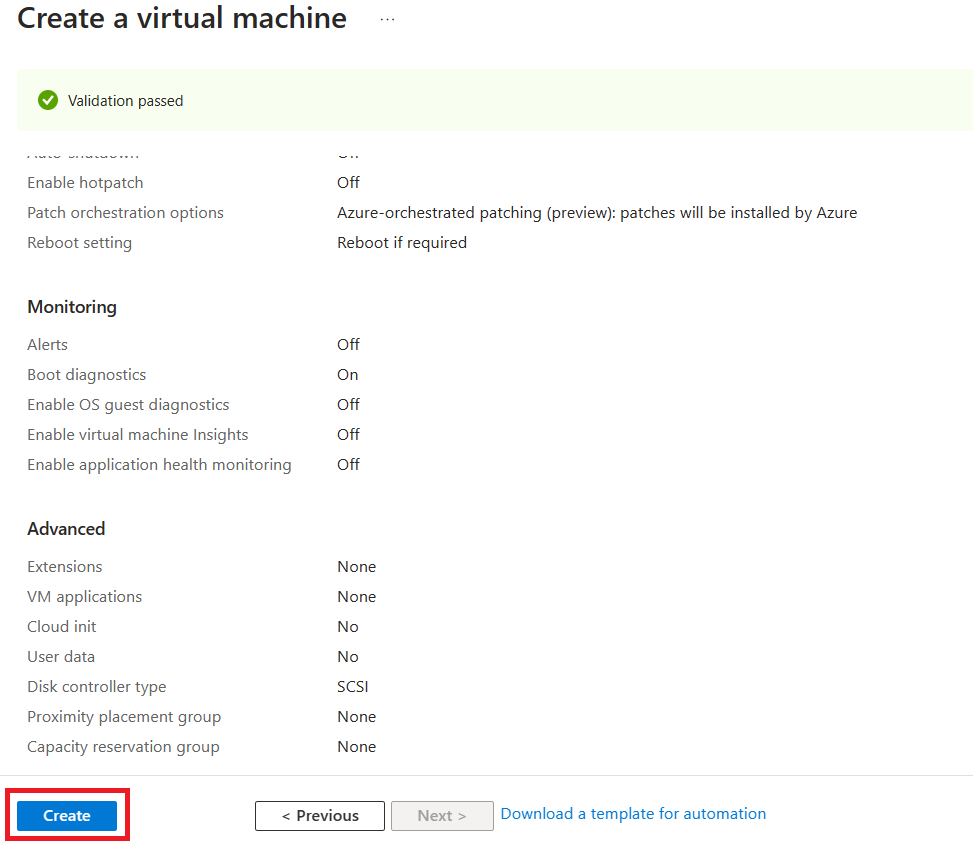 Create a virtual machine ...
Validation passed
Enable hotpatch Off
Patch orchestration options Azure-orchestrated patching (preview): patches will be installed by Azure
Reboot setting Reboot if required
Monitoring
Alerts Off
Boot diagnostics On
Enable OS guest diagnostics Off
Enable virtual machine Insights Off
Enable application health monitoring Off
Advanced
Extensions None
VM applications None
Cloud init No
User data No
Disk controller type SCSI
Proximity placement group None
Capacity reservation group None
Create < Previous Next > Download a template for automation